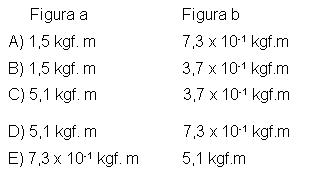 Figura a Figura b
A) 1,5 kgf. m 7,3 x 10⁻¹ kgf.m
B) 1,5 kgf. m 3,7 x 10⁻¹ kgf.m
C) 5,1 kgf. m 3,7 x 10⁻¹ kgf.m
D) 5,1 kgf. m 7,3 x 10⁻¹ kgf.m
E) 7,3 x 10⁻¹ kgf. m 5,1 kgf.m